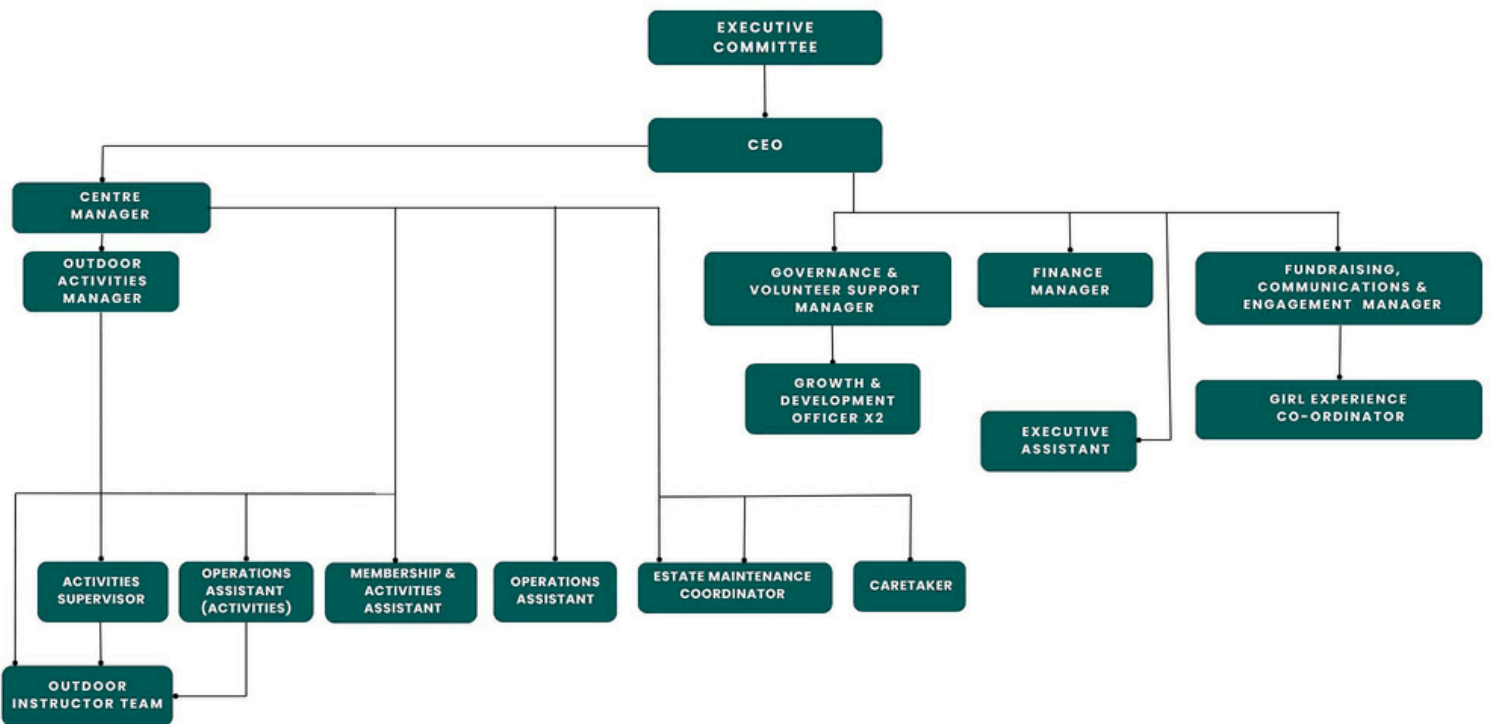 EXECUTIVE
COMMITTEE
CEO
CENTRE
MANAGER
OUTDOOR
ACTIVITIES
MANAGER
GOVERNANCE &
VOLUNTEER SUPPORT
MANAGER
FINANCE
MANAGER
FUNDRAISING,
COMMUNICATIONS &
ENGAGEMENT MANAGER
GROWTH &
DEVELOPMENT
OFFICER X2
EXECUTIVE
ASSISTANT
GIRL EXPERIENCE
CO-ORDINATOR
ACTIVITIES
SUPERVISOR
OPERATIONS
ASSISTANT
(ACTIVITIES)
MEMBERSHIP &
ACTIVITIES
ASSISTANT
OPERATIONS
ASSISTANT
ESTATE MAINTENANCE
COORDINATOR
CARETAKER
OUTDOOR
INSTRUCTOR TEAM